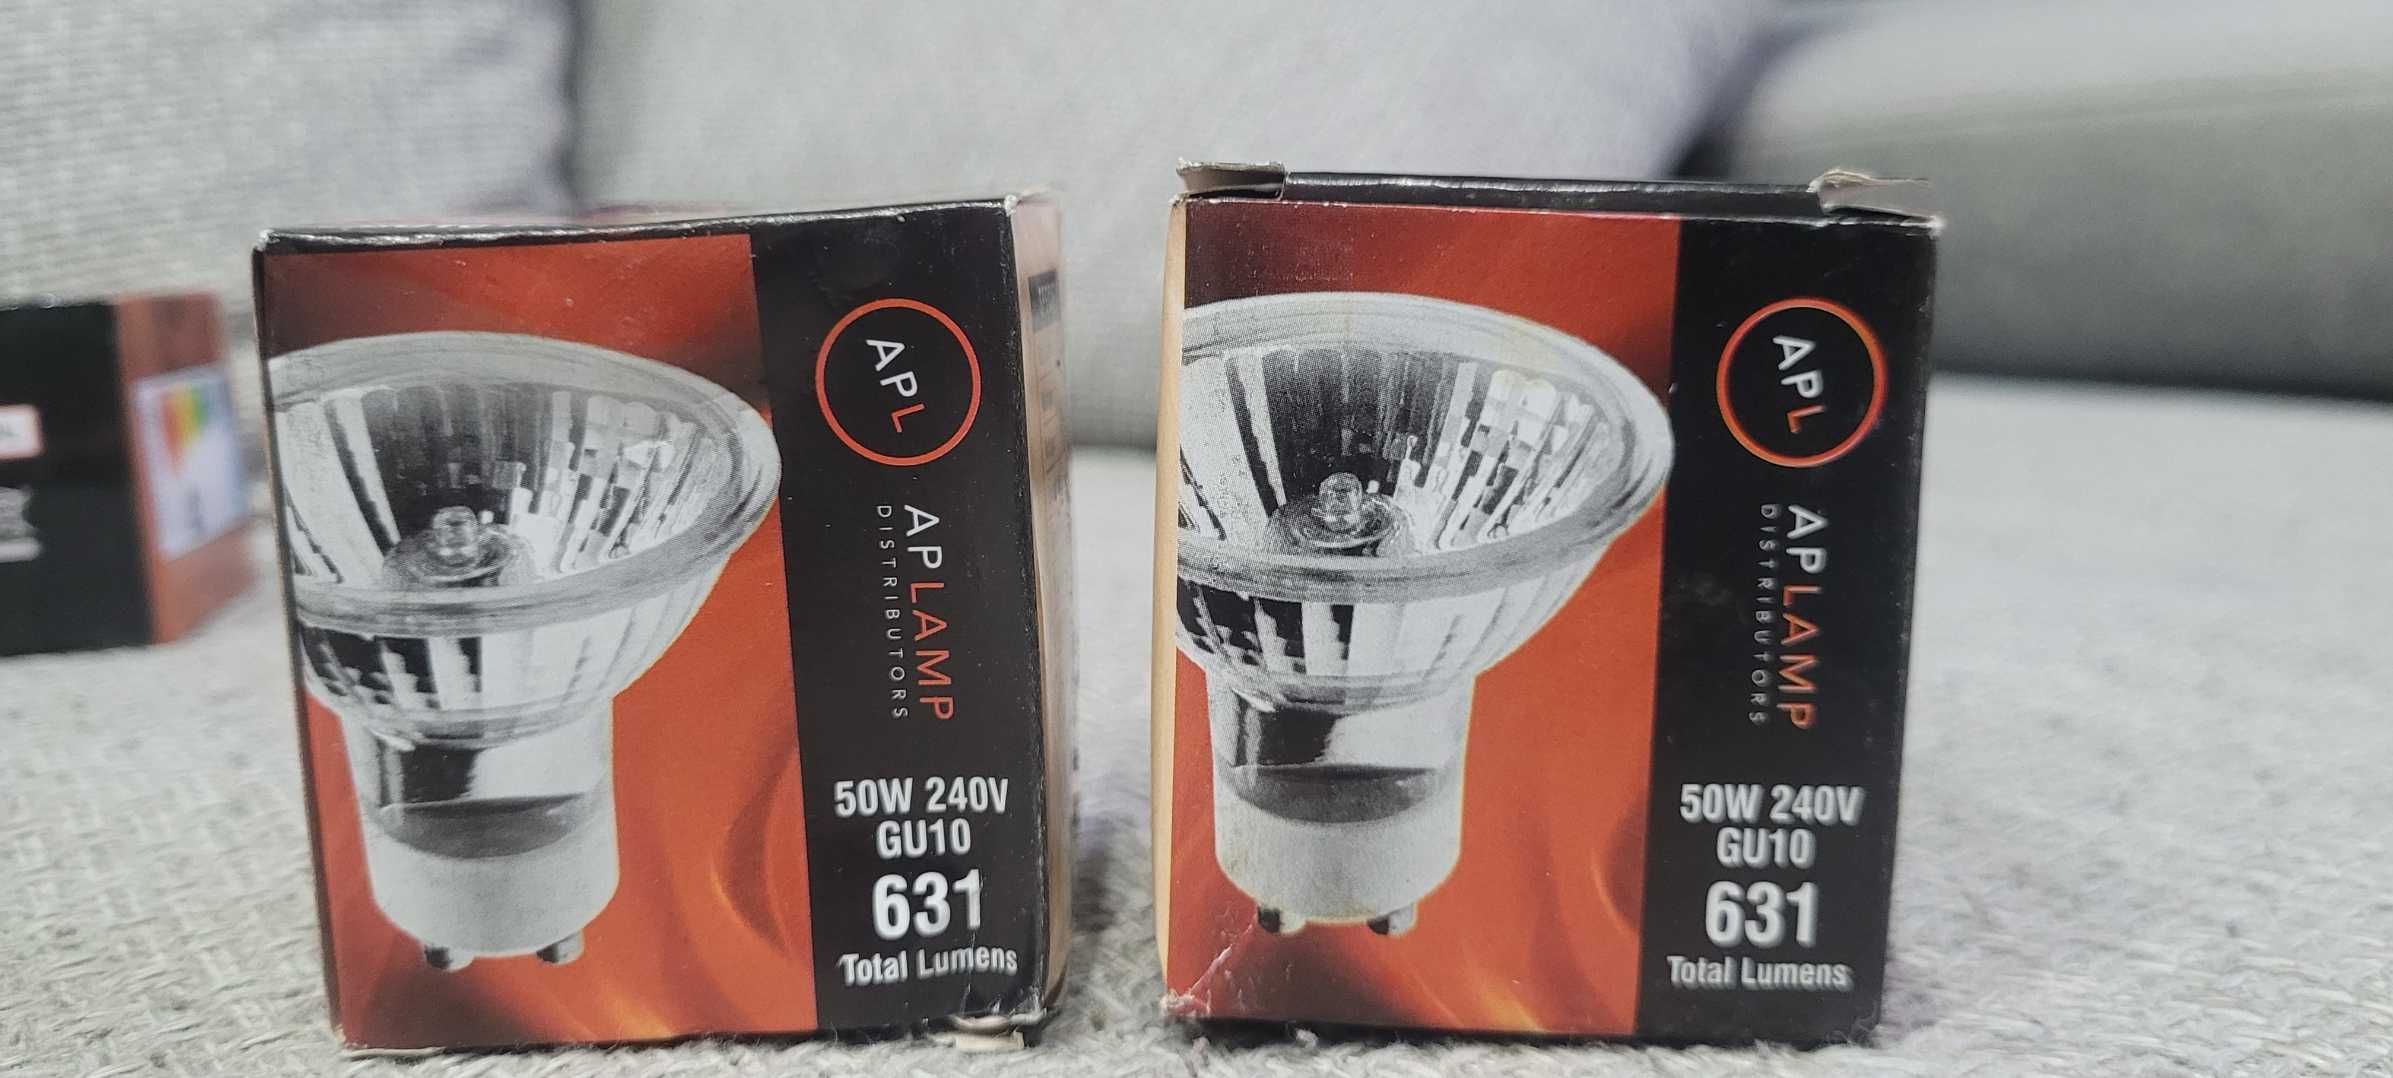 APL
APLAMP
DISTRIBUTORS
50W 240V
GU10
631
Total Lumens
APL
APLAMP
DISTRIBUTORS
50W 240V
GU10
631
Total Lumens